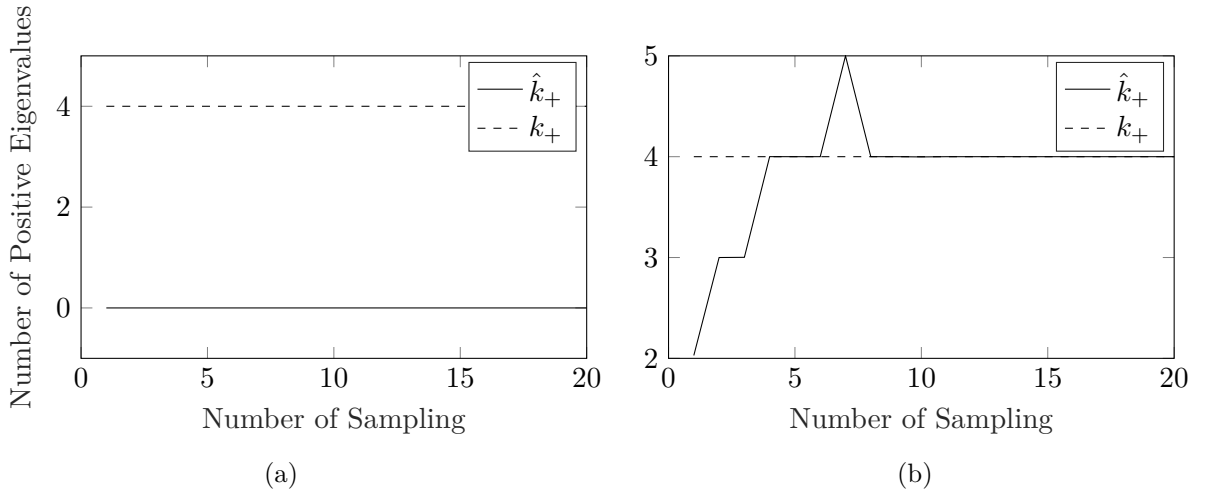 Number of Positive Eigenvalues
4
2
0
0
5
10
15
20
Number of Sampling
k̂₊
k₊
(a)
5
4
3
2
0
5
10
15
20
Number of Sampling
k̂₊
k₊
(b)